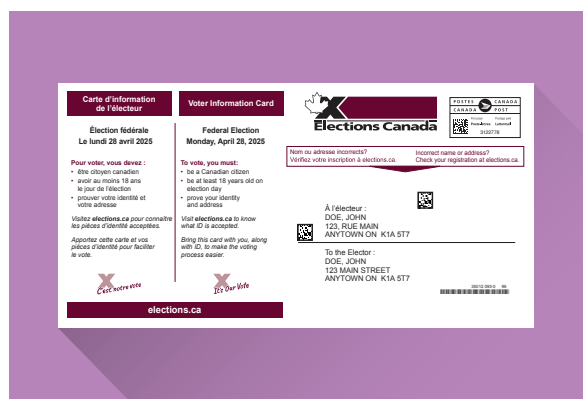 Carte d'information
de l'électeur
Élection fédérale
Le lundi 28 avril 2025
Pour voter, vous devez :
• être citoyen canadien
• avoir au moins 18 ans
le jour de l'élection
• prouver votre identité et
votre adresse
Visitez elections.ca pour connaître
les pièces d'identité acceptées.
Apportez cette carte et vos
pièces d'identité pour faciliter
le vote.
C'est notre vote
Voter Information Card
Federal Election
Monday, April 28, 2025
To vote, you must:
• be a Canadian citizen
• be at least 18 years old on
election day
• prove your identity
and address
Visit elections.ca to know
what ID is accepted.
Bring this card with you, along
with ID, to make the voting
process easier.
It's Our Vote
elections.ca
Elections Canada
POSTES CANADA
CANADA POST
3122778
Nom ou adresse incorrects?
Vérifiez votre inscription à elections.ca.
Incorrect name or address?
Check your registration at elections.ca.
À l'électeur :
DOE, JOHN
123, RUE MAIN
ANYTOWN ON K1A 5T7
To the Elector :
DOE, JOHN
123 MAIN STREET
ANYTOWN ON K1A 5T7